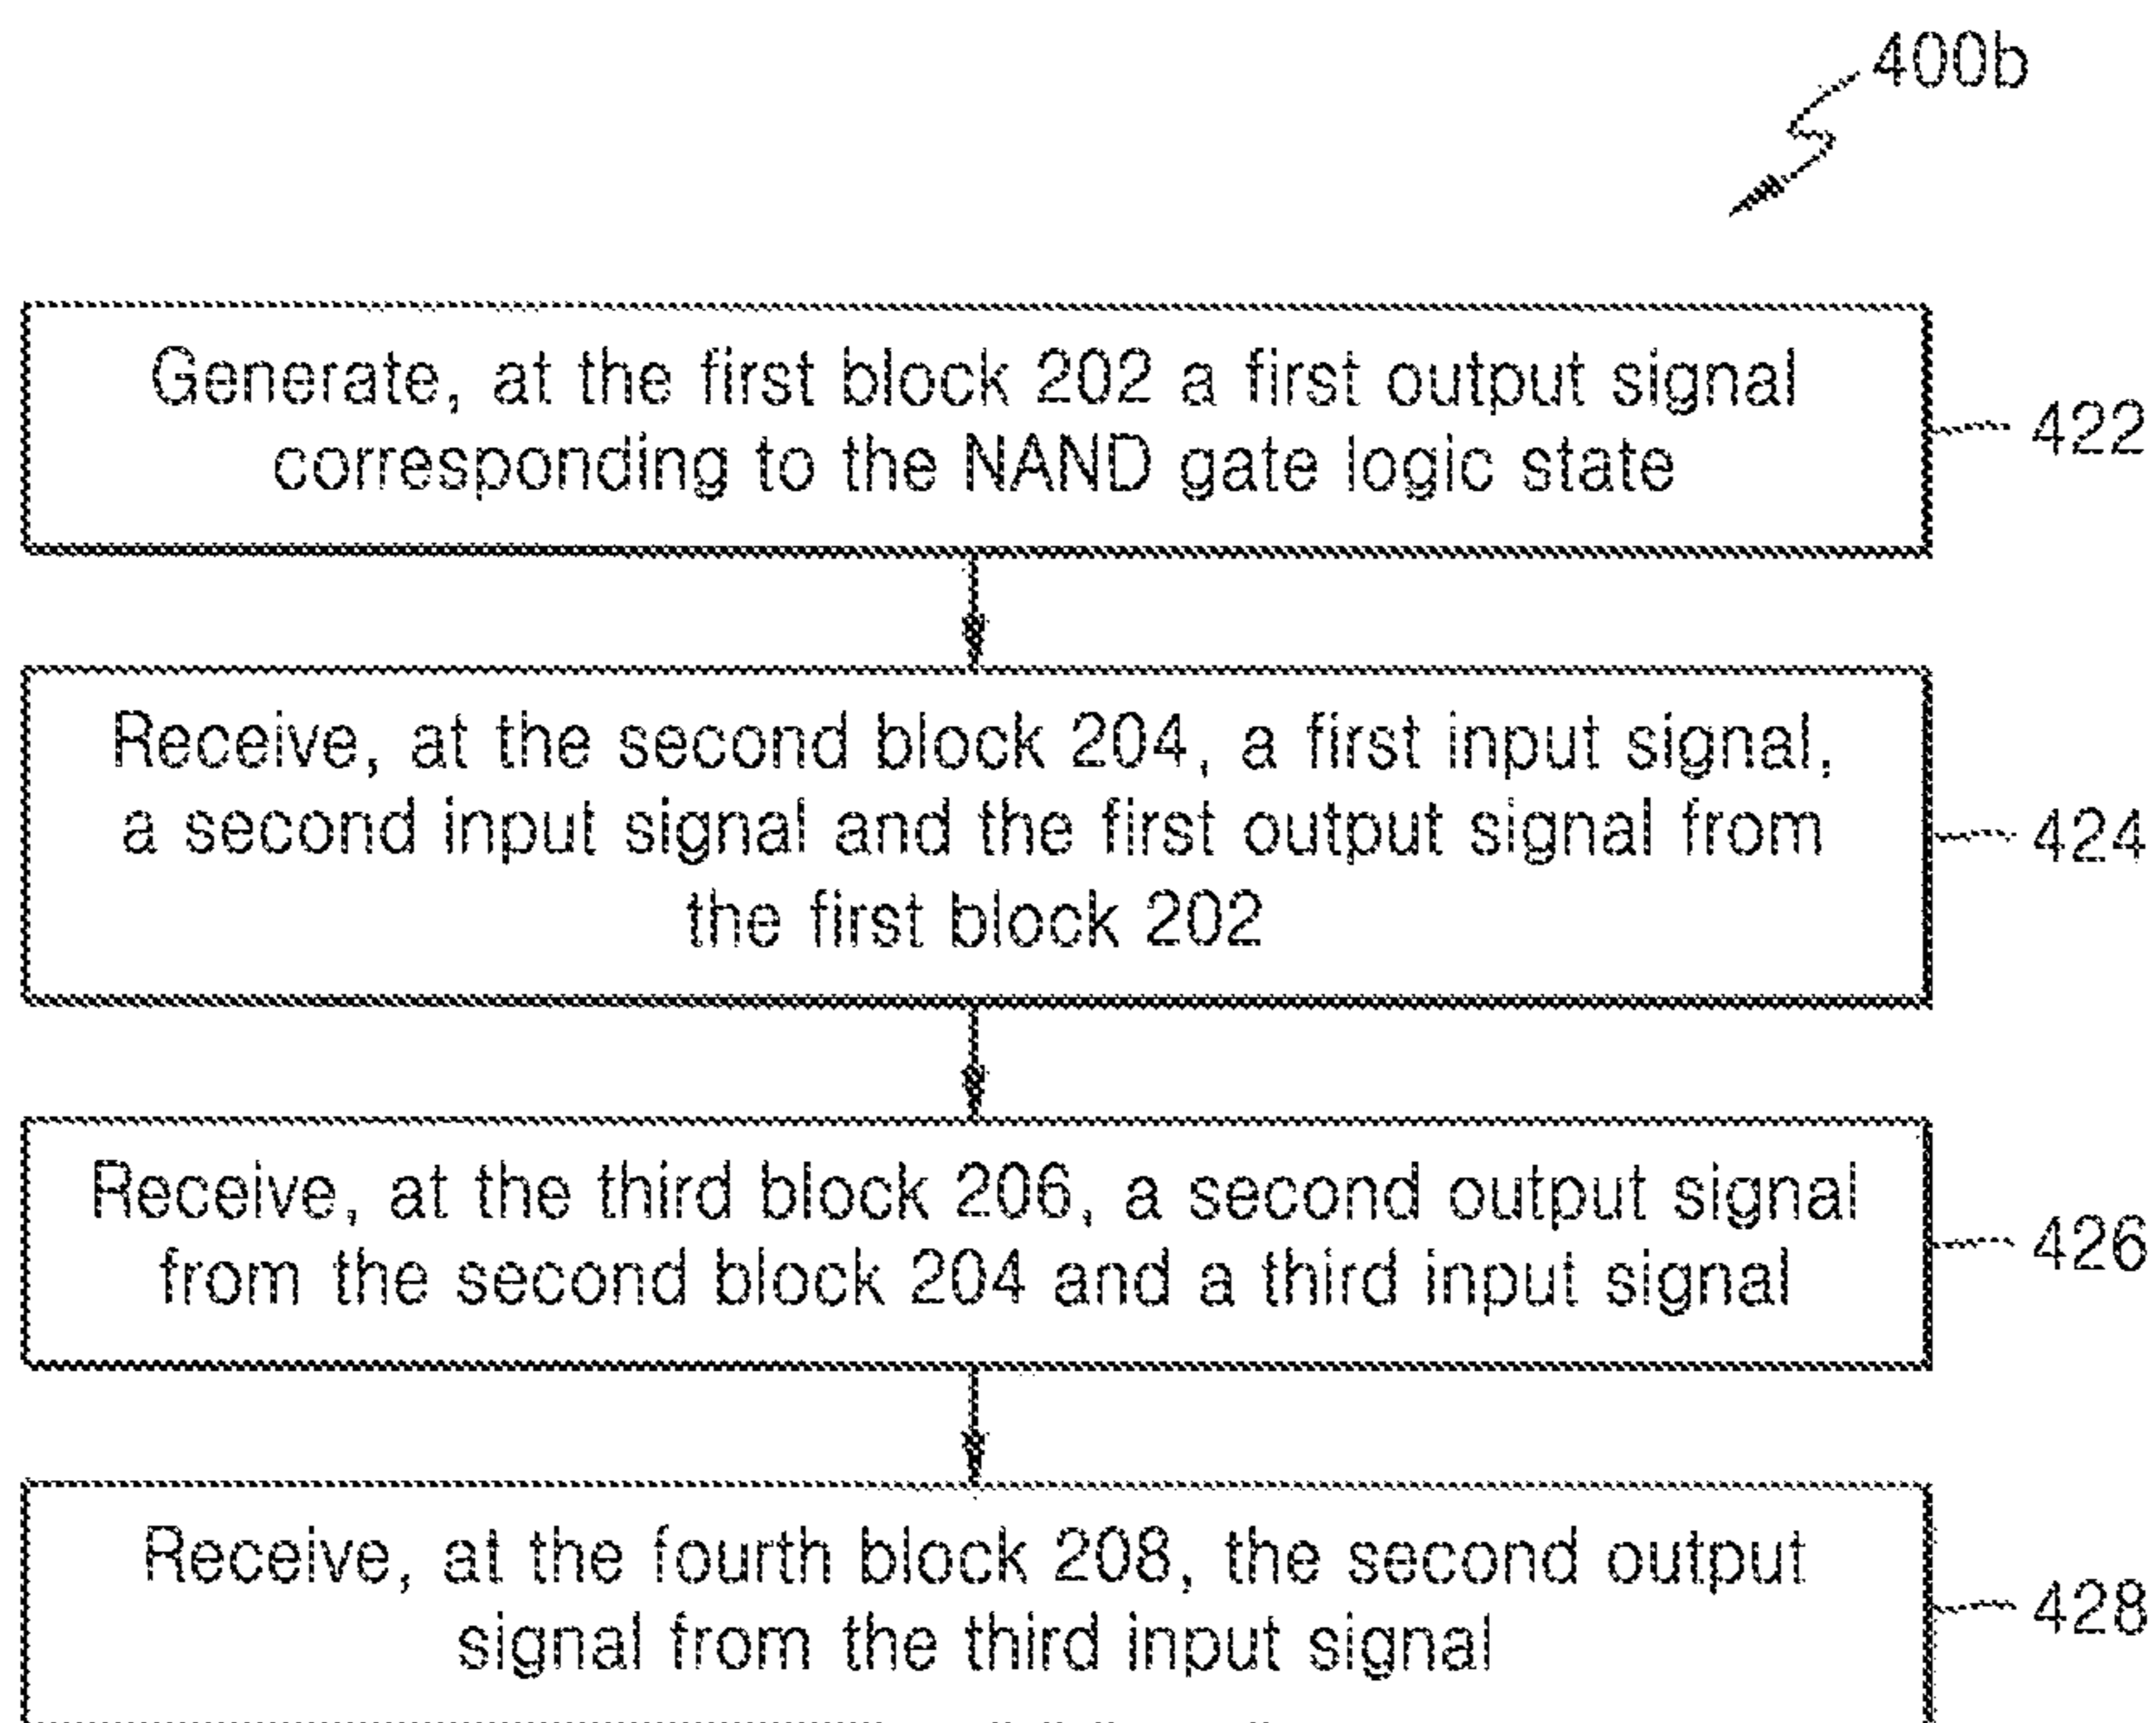 400b
Generate, at the first block 202 a first output signal
corresponding to the NAND gate logic state
422
Receive, at the second block 204, a first input signal,
a second input signal and the first output signal from
the first block 202
424
Receive, at the third block 206, a second output signal
from the second block 204 and a third input signal
426
Receive, at the fourth block 208, the second output
signal from the third input signal
428